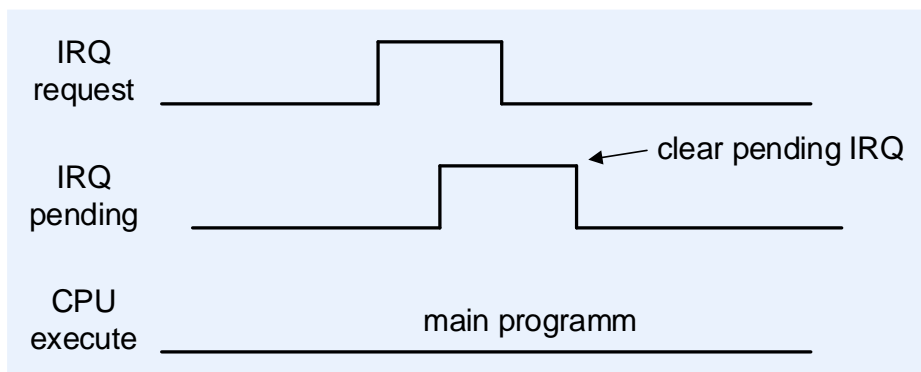 IRQ
request
clear pending IRQ
IRQ
pending
CPU
execute
main programm